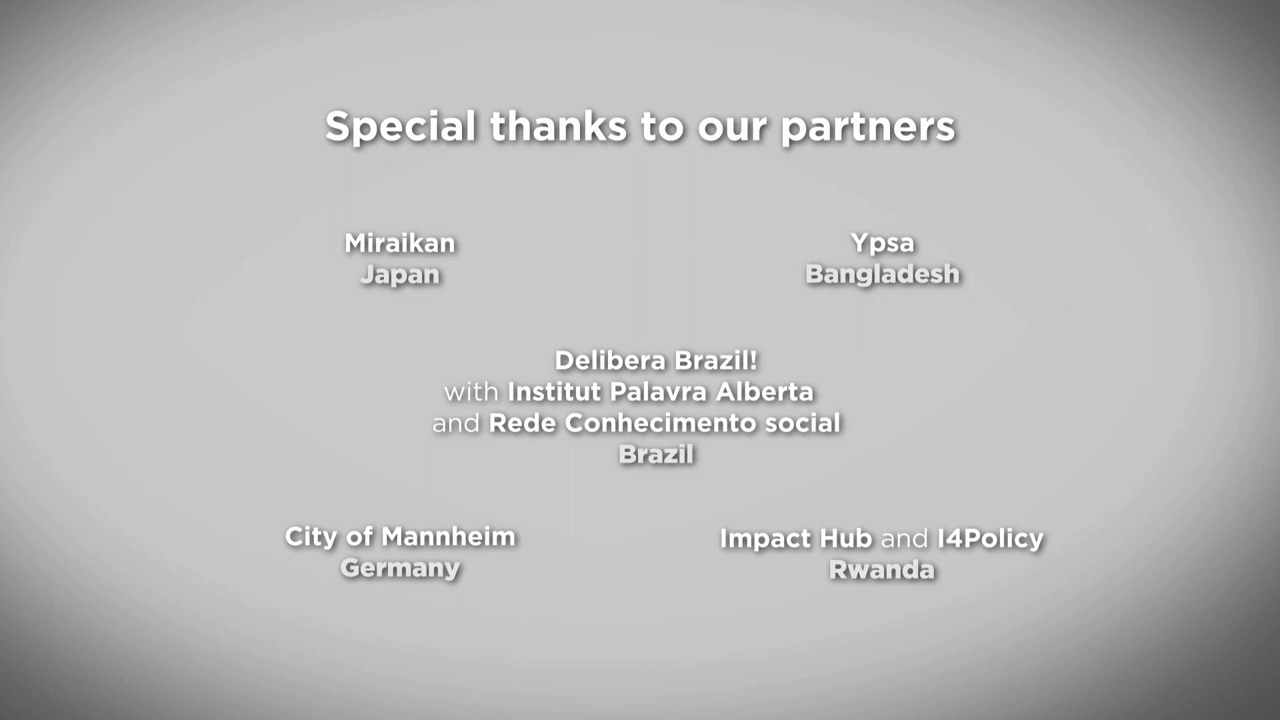 Special thanks to our partners
Miraikan
Japan
Ypsa
Bangladesh
Delibera Brazil!
with Institut Palavra Alberta
and Rede Conhecimento social
Brazil
City of Mannheim
Germany
Impact Hub and I4Policy
Rwanda